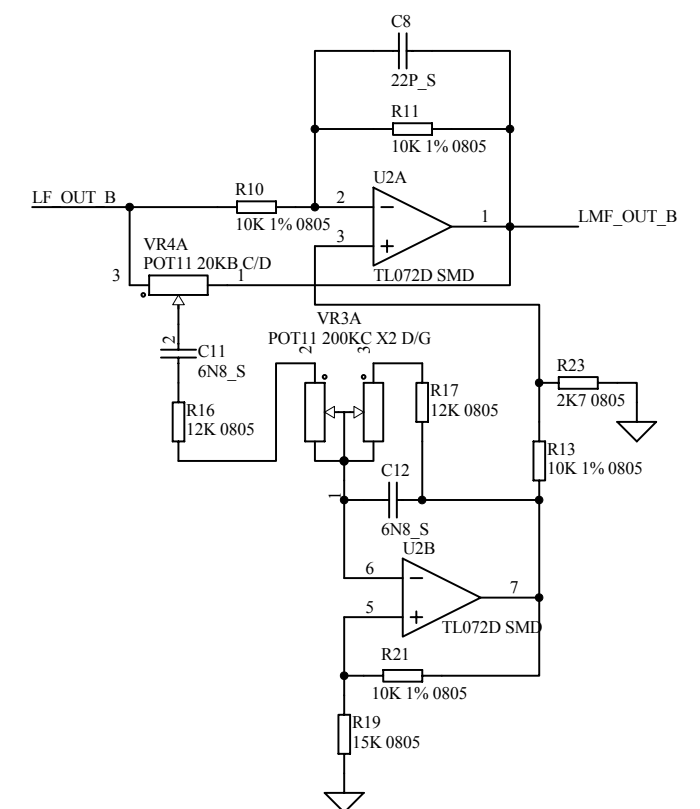 C8
22P_S
R11
10K 1% 0805
U2A
LF_OUT_B
R10
2
1
LMF_OUT_B
10K 1% 0805
3
VR4A
POT11 20KB C/D
3
1
TL072D SMD
VR3A
POT11 200KC X2 D/G
2
C11
6N8_S
2
3
R23
2K7 0805
R17
12K 0805
R16
12K 0805
R13
10K 1% 0805
C12
1
6N8_S
U2B
6
7
5
TL072D SMD
R21
10K 1% 0805
R19
15K 0805